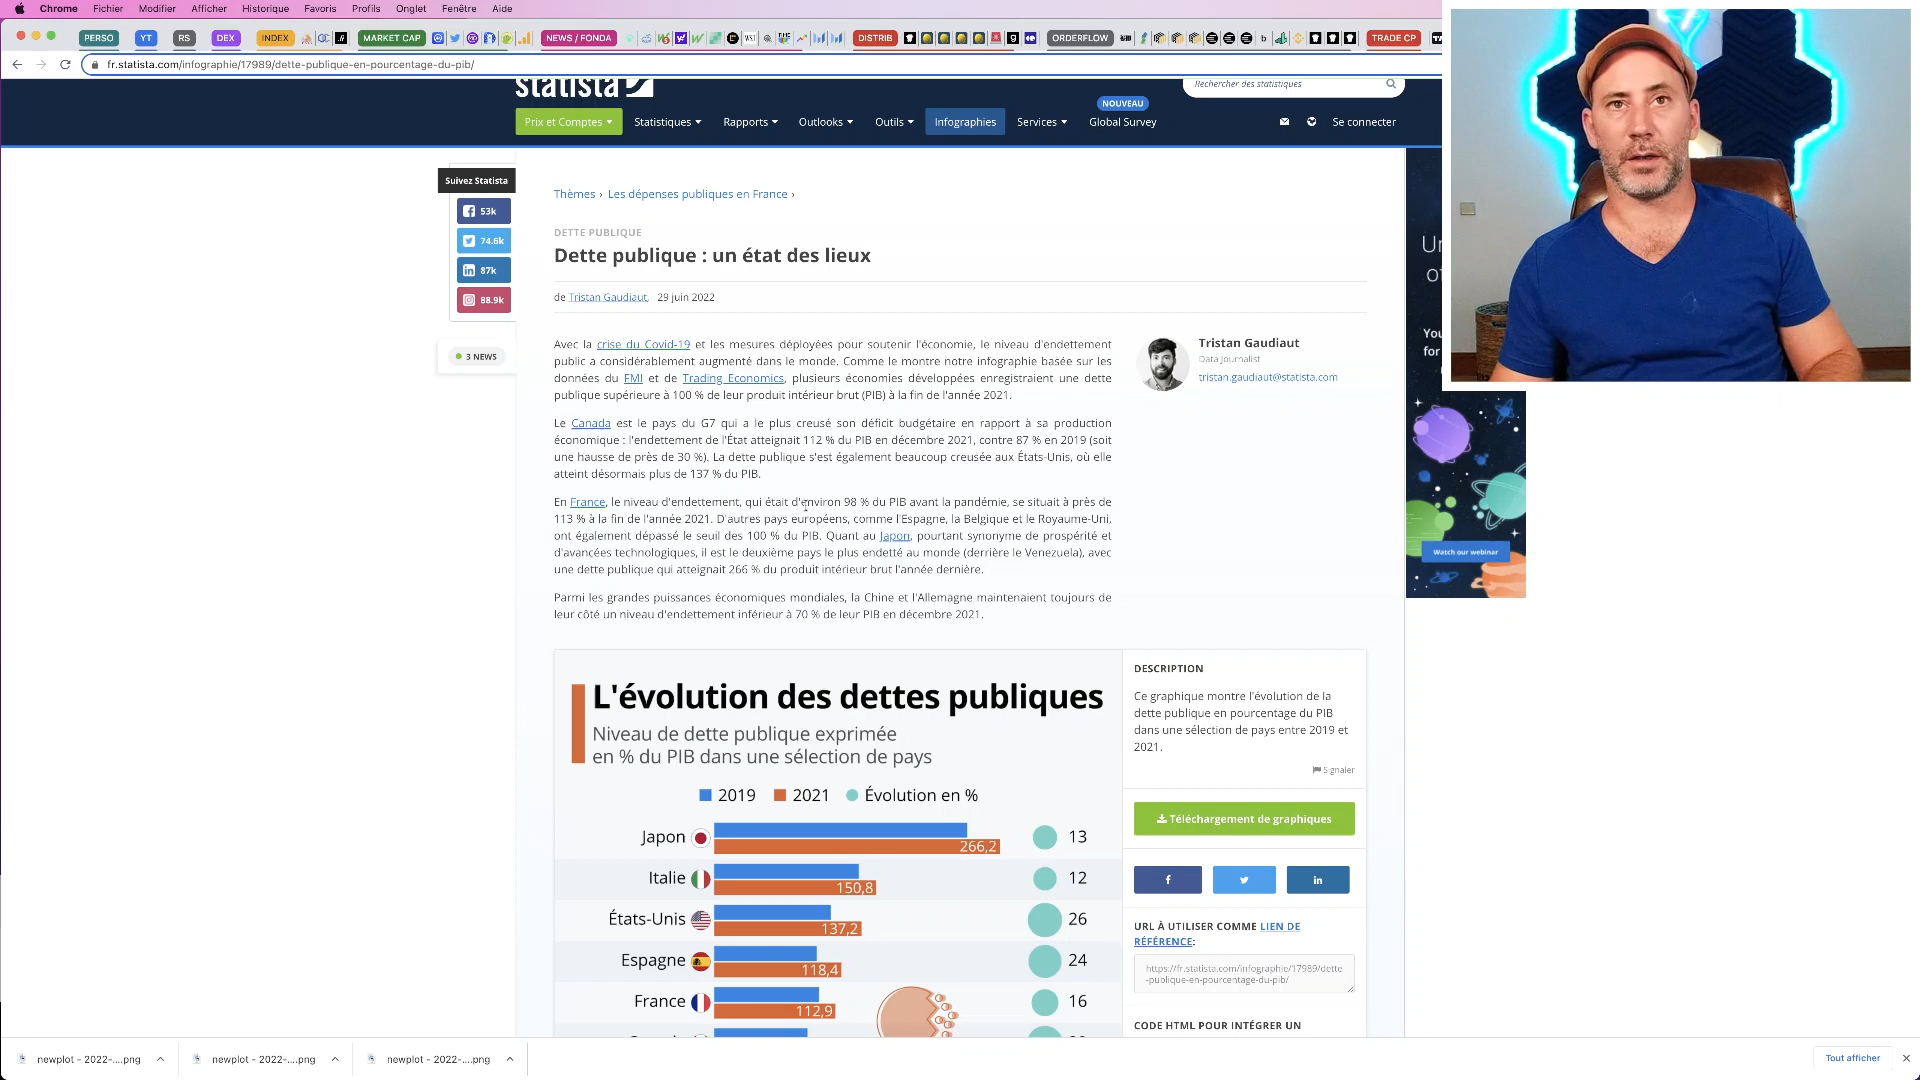 Chrome Fichier Modifier Afficher Historique Favoris Profils Onglet Fenêtre Aide
PERSO YT RS DEX INDEX MARKET CAP NEWS / FONDA DISTRIB ORDERFLOW TRADE CP
fr.statista.com/infographie/17989/dette-publique-en-pourcentage-du-pib/
statista
Rechercher des statistiques
NOUVEAU
Prix et Comptes Statistiques Rapports Outlooks Outils Infographies Services Global Survey Se connecter
Suivez Statista
53k
74.6k
87k
88.9k
3 NEWS
Thèmes › Les dépenses publiques en France ›
DETTE PUBLIQUE
Dette publique : un état des lieux
de Tristan Gaudiaut, 29 juin 2022
Avec la crise du Covid-19 et les mesures déployées pour soutenir l'économie, le niveau d'endettement
public a considérablement augmenté dans le monde. Comme le montre notre infographie basée sur les
données du FMI et de Trading Economics, plusieurs économies développées enregistraient une dette
publique supérieure à 100 % de leur produit intérieur brut (PIB) à la fin de l'année 2021.
Le Canada est le pays du G7 qui a le plus creusé son déficit budgétaire en rapport à sa production
économique : l'endettement de l'État atteignait 112 % du PIB en décembre 2021, contre 87 % en 2019 (soit
une hausse de près de 30 %). La dette publique s'est également beaucoup creusée aux États-Unis, où elle
atteint désormais plus de 137 % du PIB.
En France, le niveau d'endettement, qui était d'environ 98 % du PIB avant la pandémie, se situait à près de
113 % à la fin de l'année 2021. D'autres pays européens, comme l'Espagne, la Belgique et le Royaume-Uni,
ont également dépassé le seuil des 100 % du PIB. Quant au Japon, pourtant synonyme de prospérité et
d'avancées technologiques, il est le deuxième pays le plus endetté au monde (derrière le Venezuela), avec
une dette publique qui atteignait 266 % du produit intérieur brut l'année dernière.
Parmi les grandes puissances économiques mondiales, la Chine et l'Allemagne maintenaient toujours de
leur côté un niveau d'endettement inférieur à 70 % de leur PIB en décembre 2021.
Tristan Gaudiaut
Data Journalist
tristan.gaudiaut@statista.com
You
for
Watch our webinar
L'évolution des dettes publiques
Niveau de dette publique exprimée
en % du PIB dans une sélection de pays
2019 2021 Évolution en %
Japon 266,2 13
Italie 150,8 12
États-Unis 137,2 26
Espagne 118,4 24
France 112,9 16
DESCRIPTION
Ce graphique montre l'évolution de la
dette publique en pourcentage du PIB
dans une sélection de pays entre 2019 et
2021.
Signaler
Téléchargement de graphiques
URL À UTILISER COMME LIEN DE
RÉFÉRENCE:
https://fr.statista.com/infographie/17989/dette
-publique-en-pourcentage-du-pib/
CODE HTML POUR INTÉGRER UN
newplot - 2022-....png newplot - 2022-....png newplot - 2022-....png Tout afficher